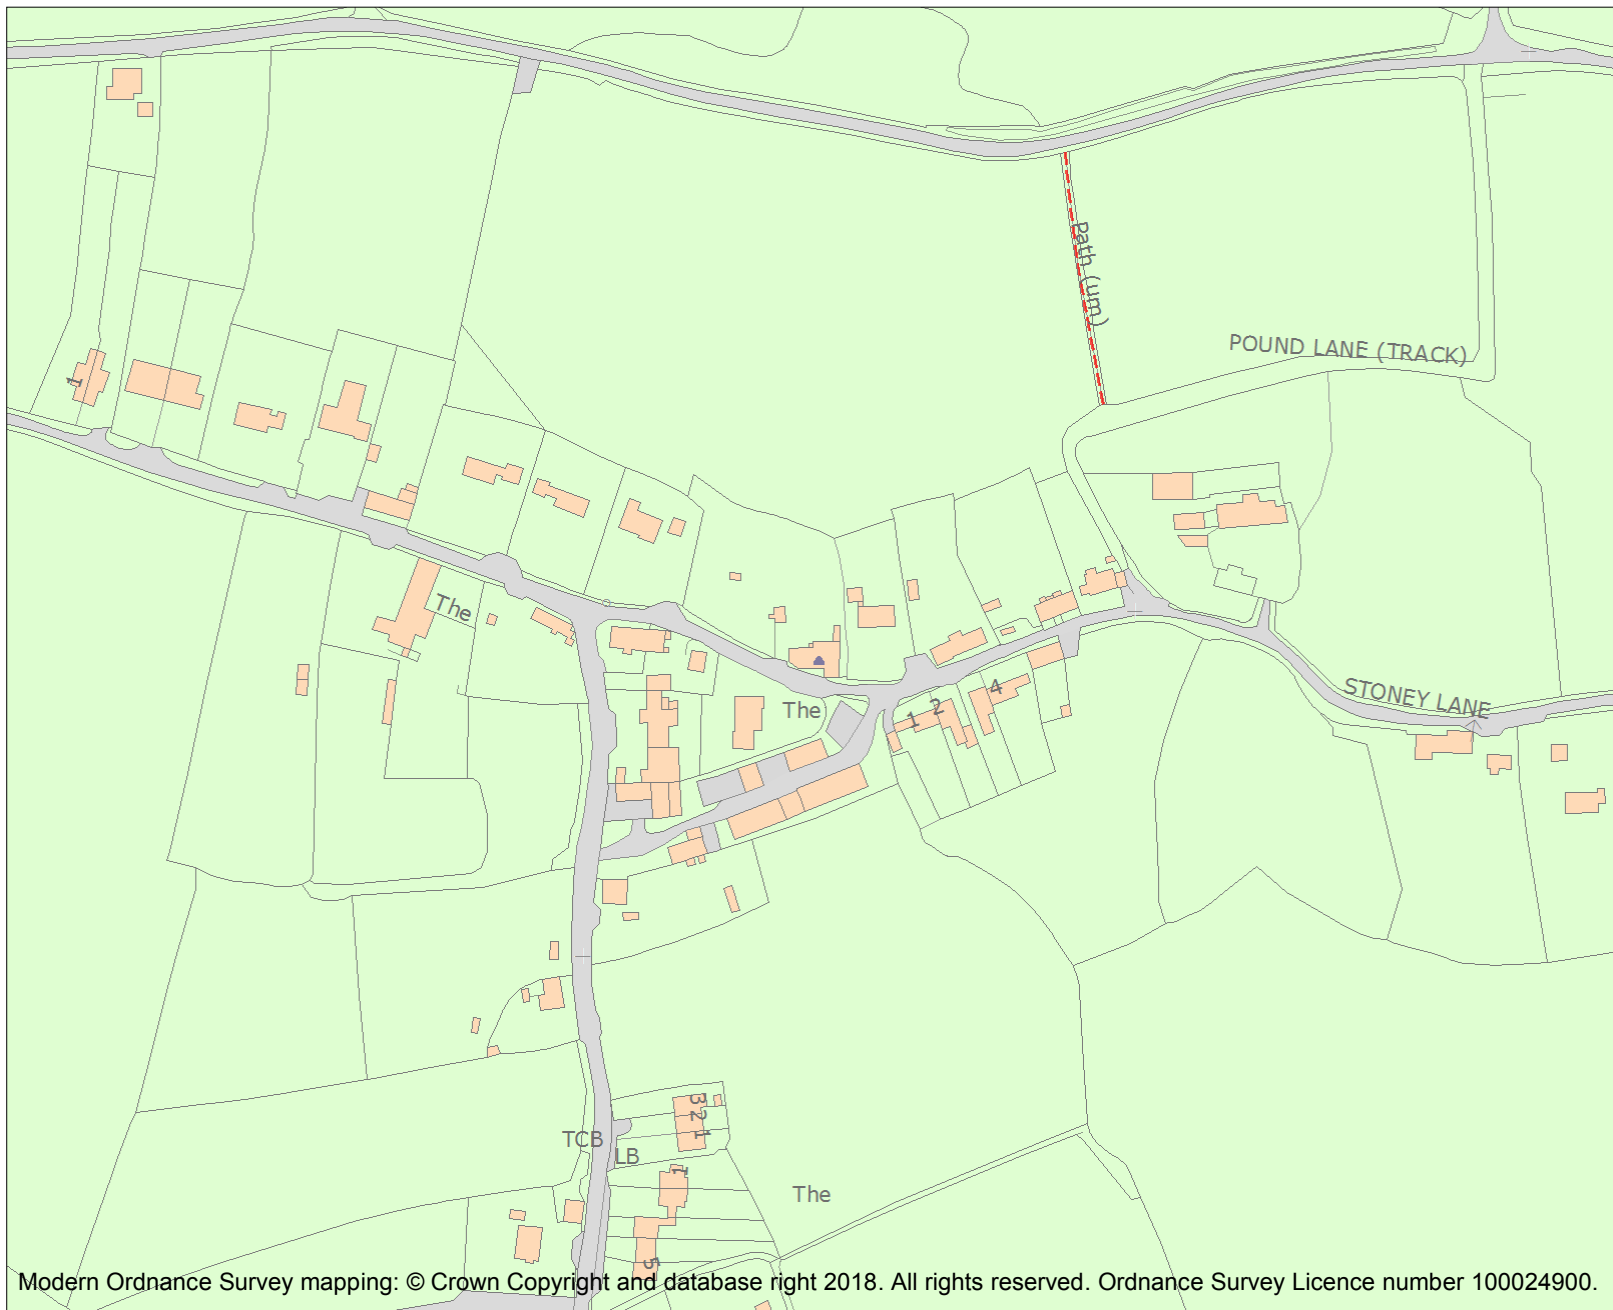 Path (um)
POUND LANE (TRACK)
1
The
STONEY LANE
4
2
1
The
3
2
1
TCB
LB
1
The
5
Modern Ordnance Survey mapping: © Crown Copyright and database right 2018. All rights reserved. Ordnance Survey Licence number 100024900.